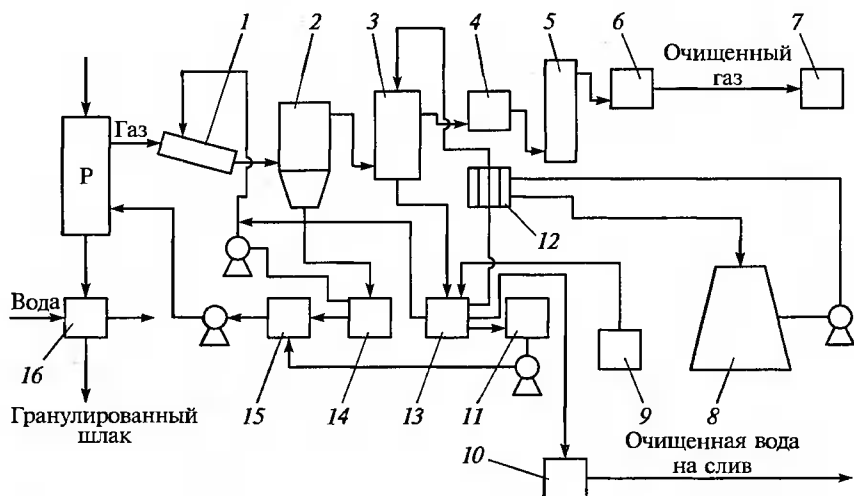 1
2
3
4
5
6
Очищенный
газ
7
Газ
Р
12
Вода
16
15
14
13
11
9
8
Гранулированный
шлак
10
Очищенная вода
на слив